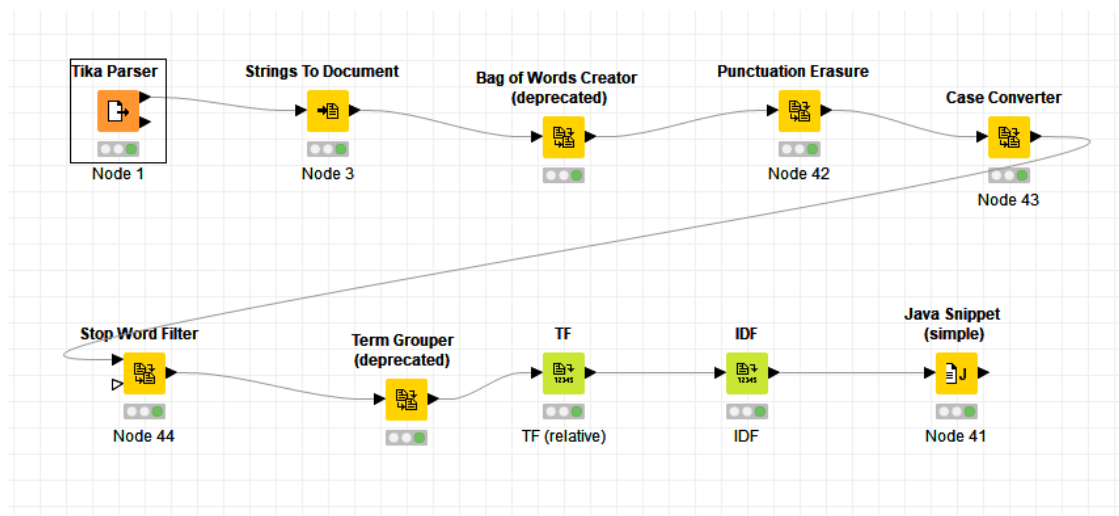 Tika Parser
Node 1
Strings To Document
Node 3
Bag of Words Creator
(deprecated)
Punctuation Erasure
Node 42
Case Converter
Node 43
Stop Word Filter
Node 44
Term Grouper
(deprecated)
TF
12345
TF (relative)
IDF
12345
IDF
Java Snippet
(simple)
J
Node 41